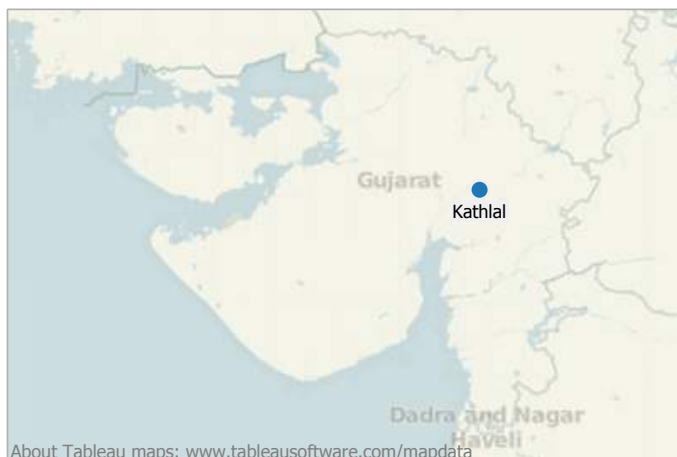 Gujarat
Kathlal
Dadra and Nagar
Haveli
About Tableau maps: www.tableausoftware.com/mapdata